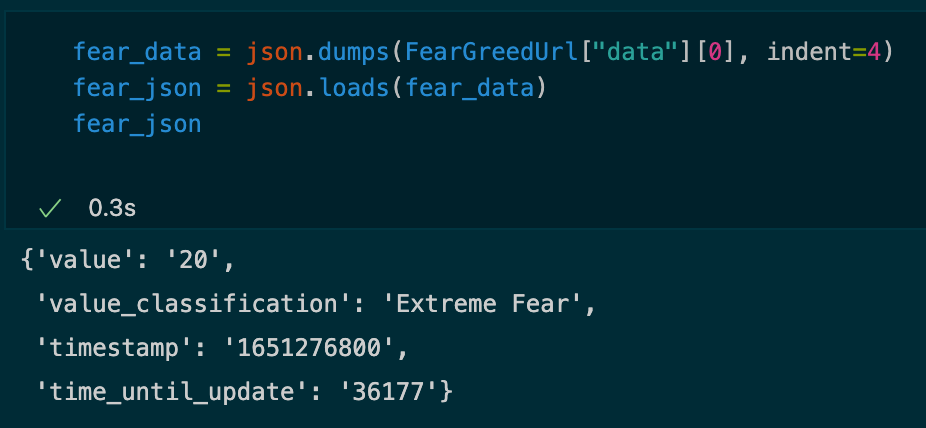 fear_data = json.dumps(FearGreedUrl["data"][0], indent=4)
fear_json = json.loads(fear_data)
fear_json
✓ 0.3s
{'value': '20',
 'value_classification': 'Extreme Fear',
 'timestamp': '1651276800',
 'time_until_update': '36177'}